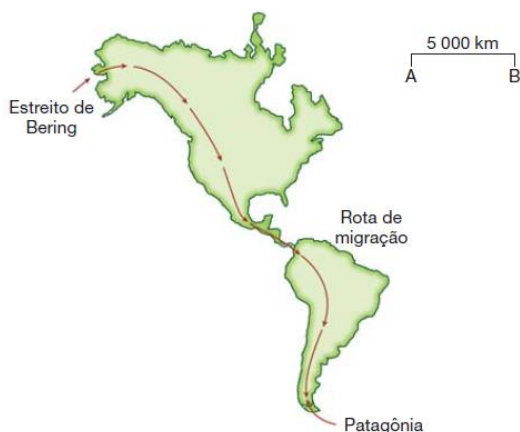 5 000 km
A B
Estreito de
Bering
Rota de
migração
Patagônia